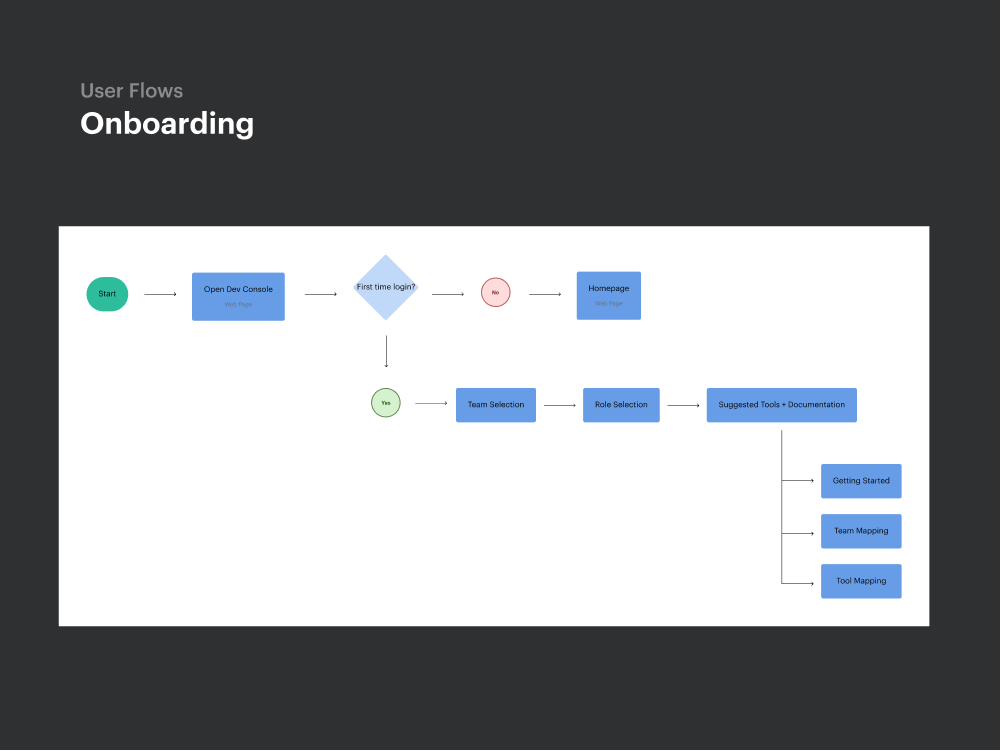 User Flows
Onboarding
Start
Open Dev Console
Web Page
First time login?
No
Homepage
Web Page
Yes
Team Selection
Role Selection
Suggested Tools + Documentation
Getting Started
Team Mapping
Tool Mapping